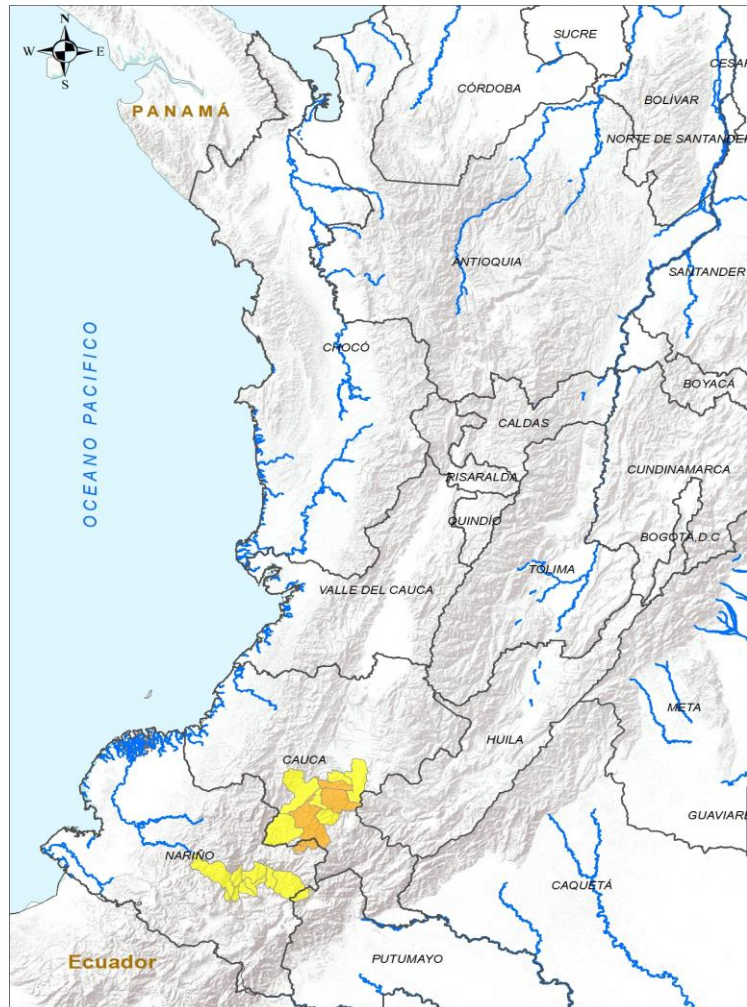 N
W E
S
SUCRE
CESAR
CÓRDOBA
BOLÍVAR
PANAMÁ
NORTE DE SANTANDER
ANTIOQUIA
SANTANDER
OCEANO PACIFICO
CHOCÓ
BOYACÁ
CALDAS
CUNDINAMARCA
RISARALDA
QUINDÍO
BOGOTÁ,D.C
TOLIMA
VALLE DEL CAUCA
META
HUILA
CAUCA
GUAVIARE
NARIÑO
CAQUETÁ
Ecuador
PUTUMAYO